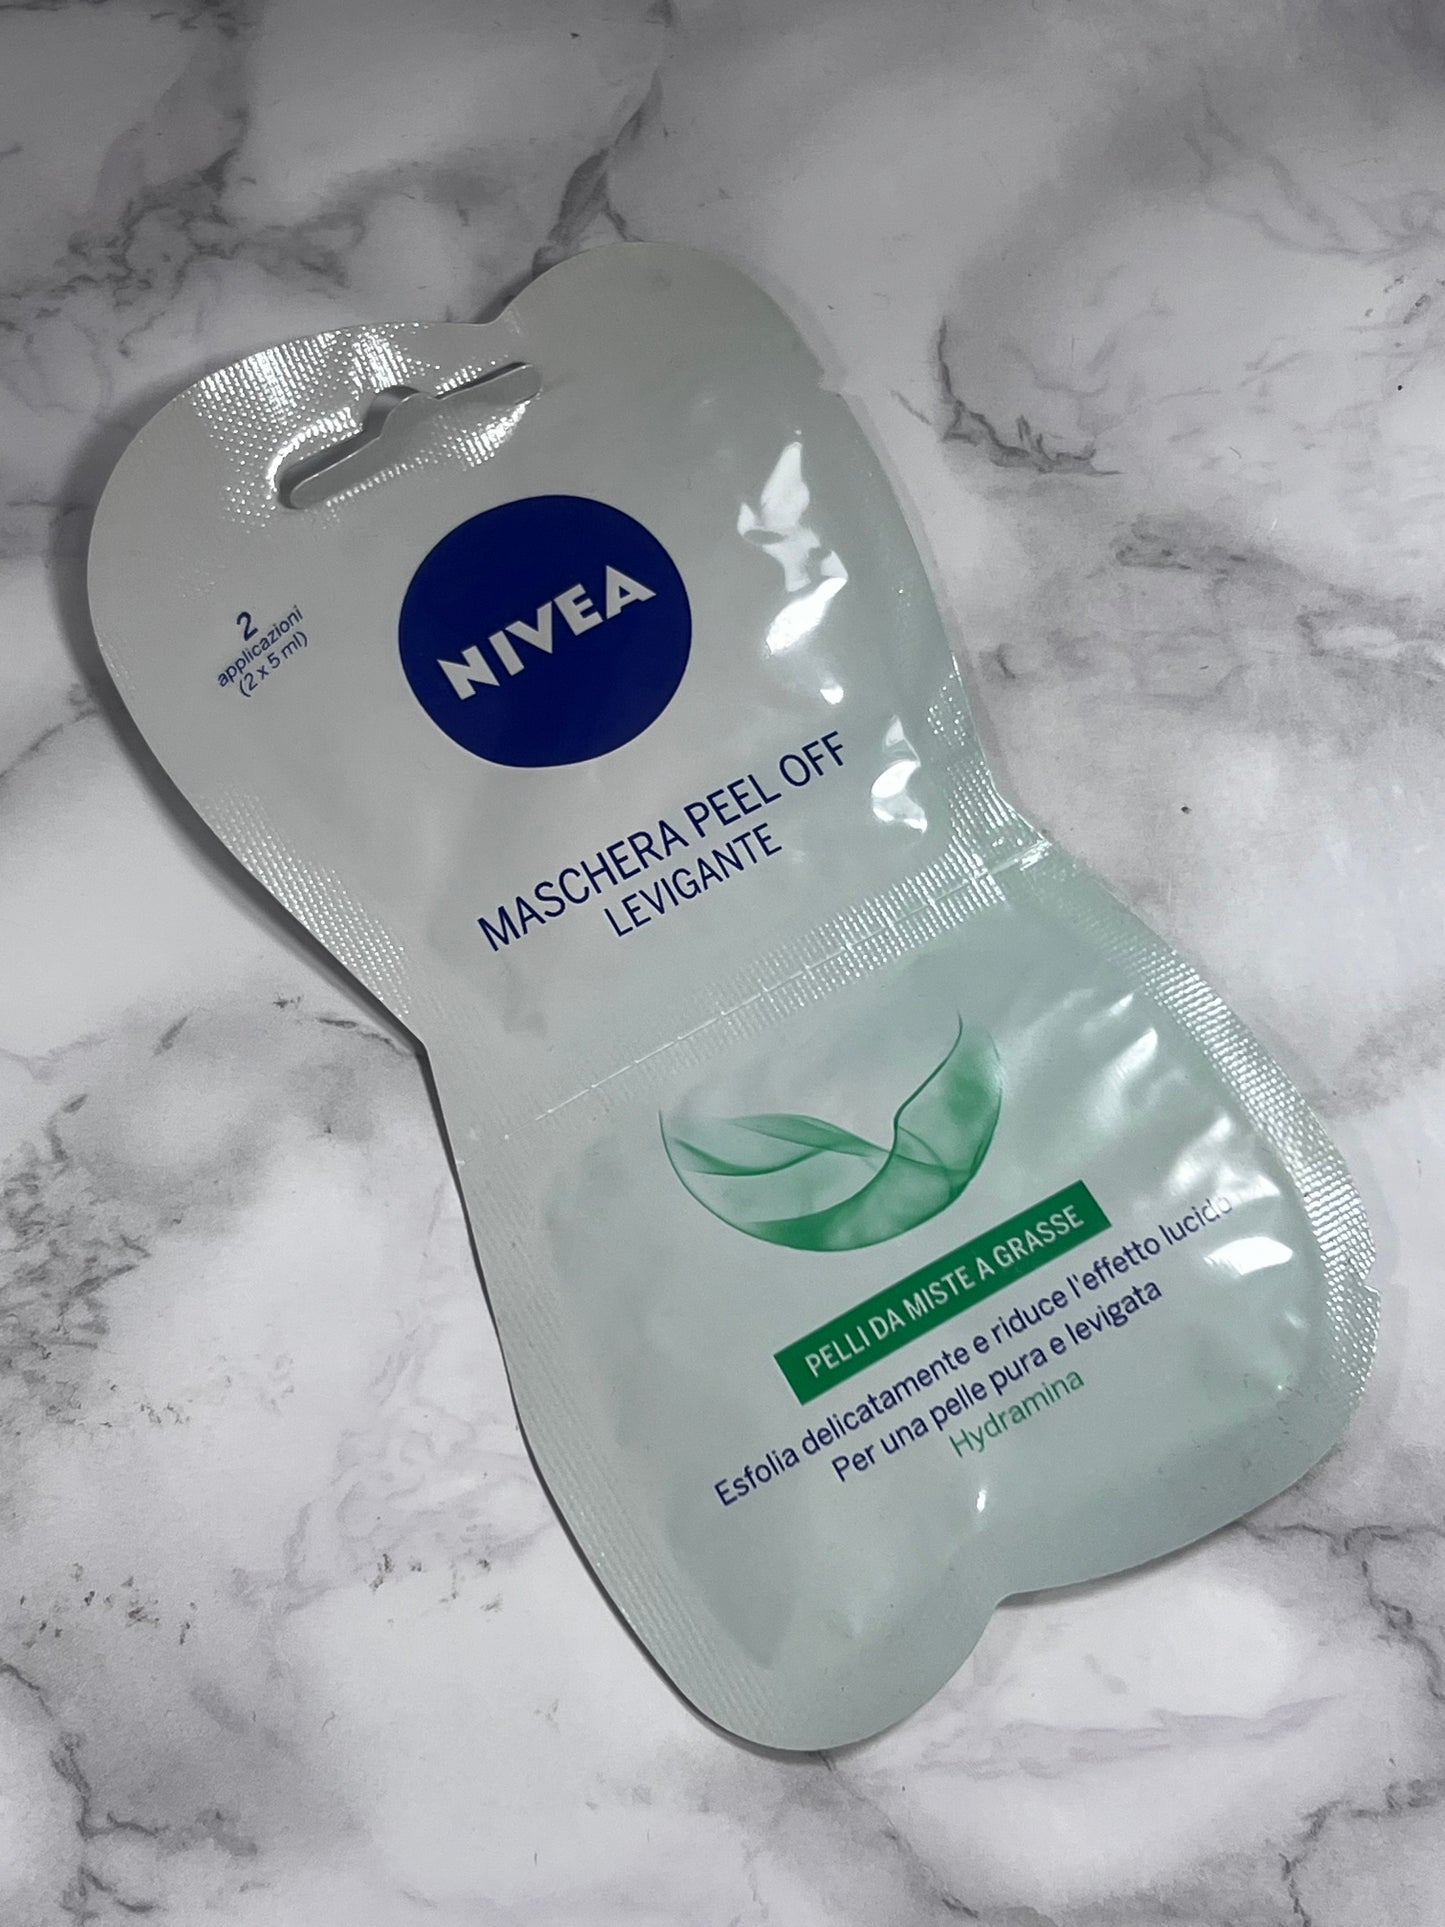 2
applicazioni
(2 x 5 ml)
NIVEA
MASCHERA PEEL OFF
LEVIGANTE
PELLI DA MISTE A GRASSE
Esfolia delicatamente e riduce l'effetto lucido
Per una pelle pura e levigata
Hydramina